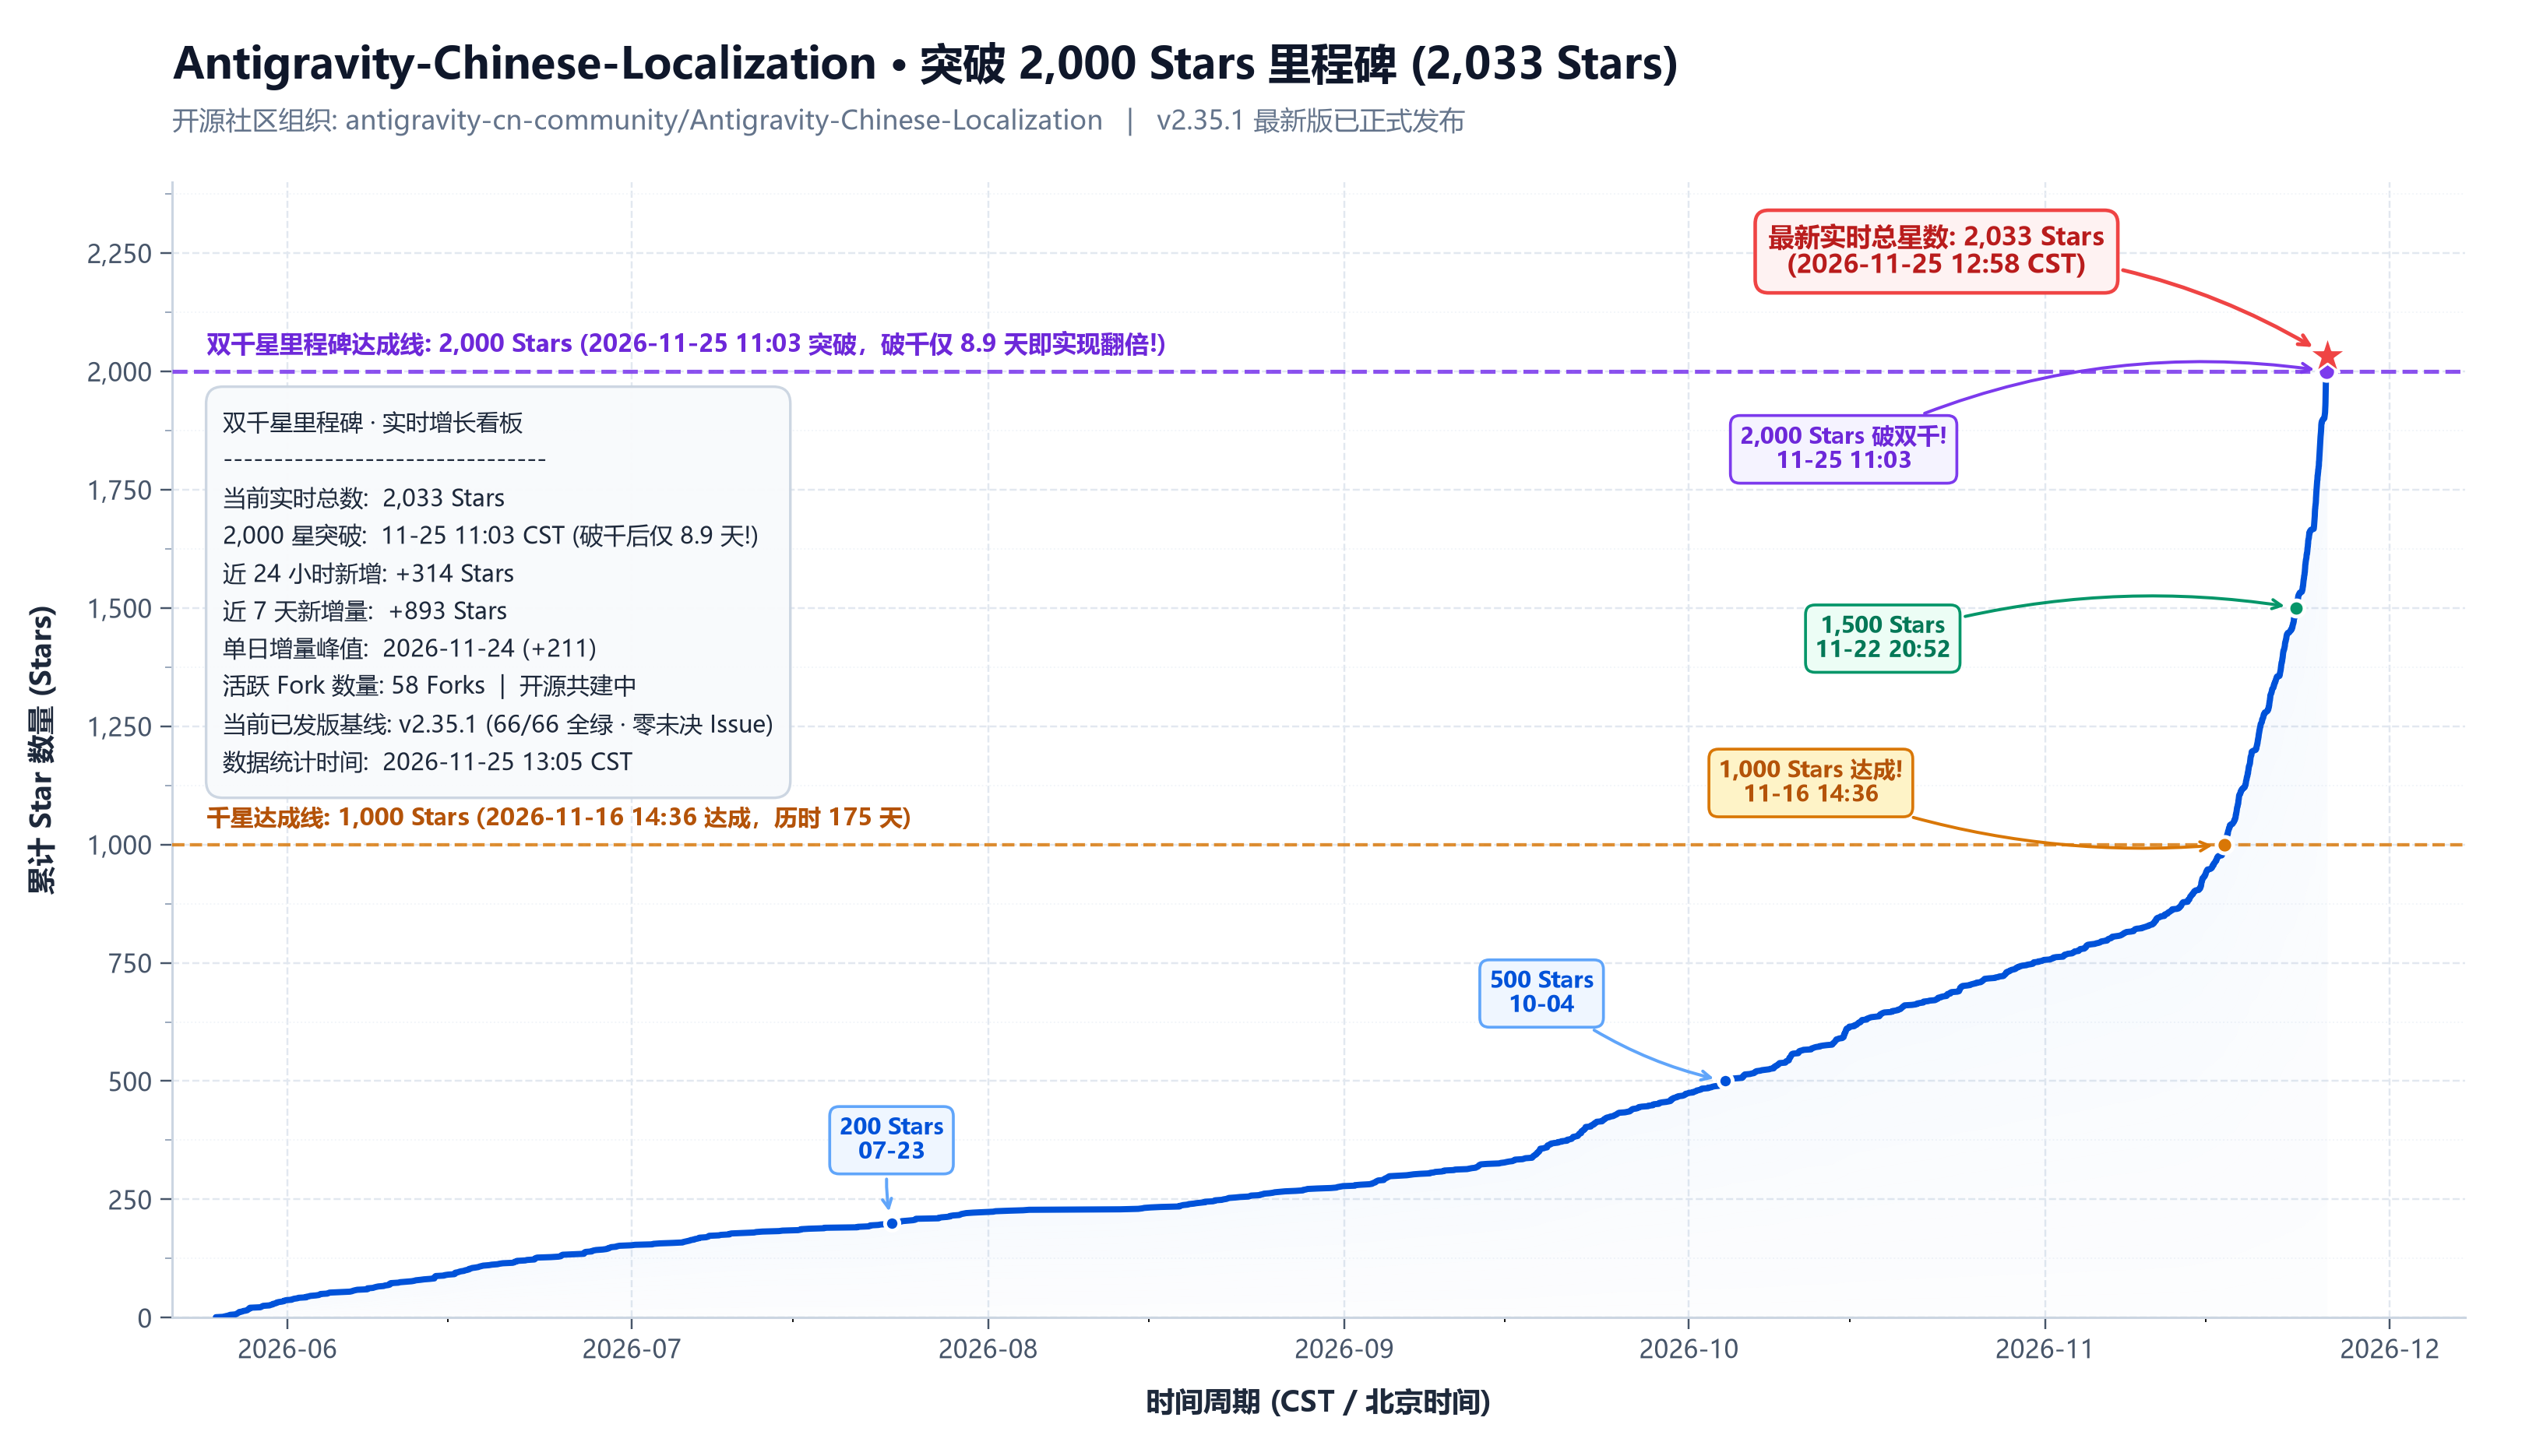 Antigravity-Chinese-Localization • 突破 2,000 Stars 里程碑 (2,033 Stars)
开源社区组织: antigravity-cn-community/Antigravity-Chinese-Localization | v2.35.1 最新版已正式发布
最新实时总星数: 2,033 Stars
(2026-11-25 12:58 CST)
双千星里程碑达成线: 2,000 Stars (2026-11-25 11:03 突破，破千仅 8.9 天即实现翻倍!)
双千星里程碑 · 实时增长看板
--------------------------------
当前实时总数: 2,033 Stars
2,000 星突破: 11-25 11:03 CST (破千后仅 8.9 天!)
近 24 小时新增: +314 Stars
近 7 天新增量: +893 Stars
单日增量峰值: 2026-11-24 (+211)
活跃 Fork 数量: 58 Forks | 开源共建中
当前已发版基线: v2.35.1 (66/66 全绿 · 零未决 Issue)
数据统计时间: 2026-11-25 13:05 CST
千星达成线: 1,000 Stars (2026-11-16 14:36 达成，历时 175 天)
2,000 Stars 破双千!
11-25 11:03
1,500 Stars
11-22 20:52
1,000 Stars 达成!
11-16 14:36
500 Stars
10-04
200 Stars
07-23
累计 Star 数量 (Stars)
2,250
2,000
1,750
1,500
1,250
1,000
750
500
250
0
2026-06
2026-07
2026-08
2026-09
2026-10
2026-11
2026-12
时间周期 (CST / 北京时间)